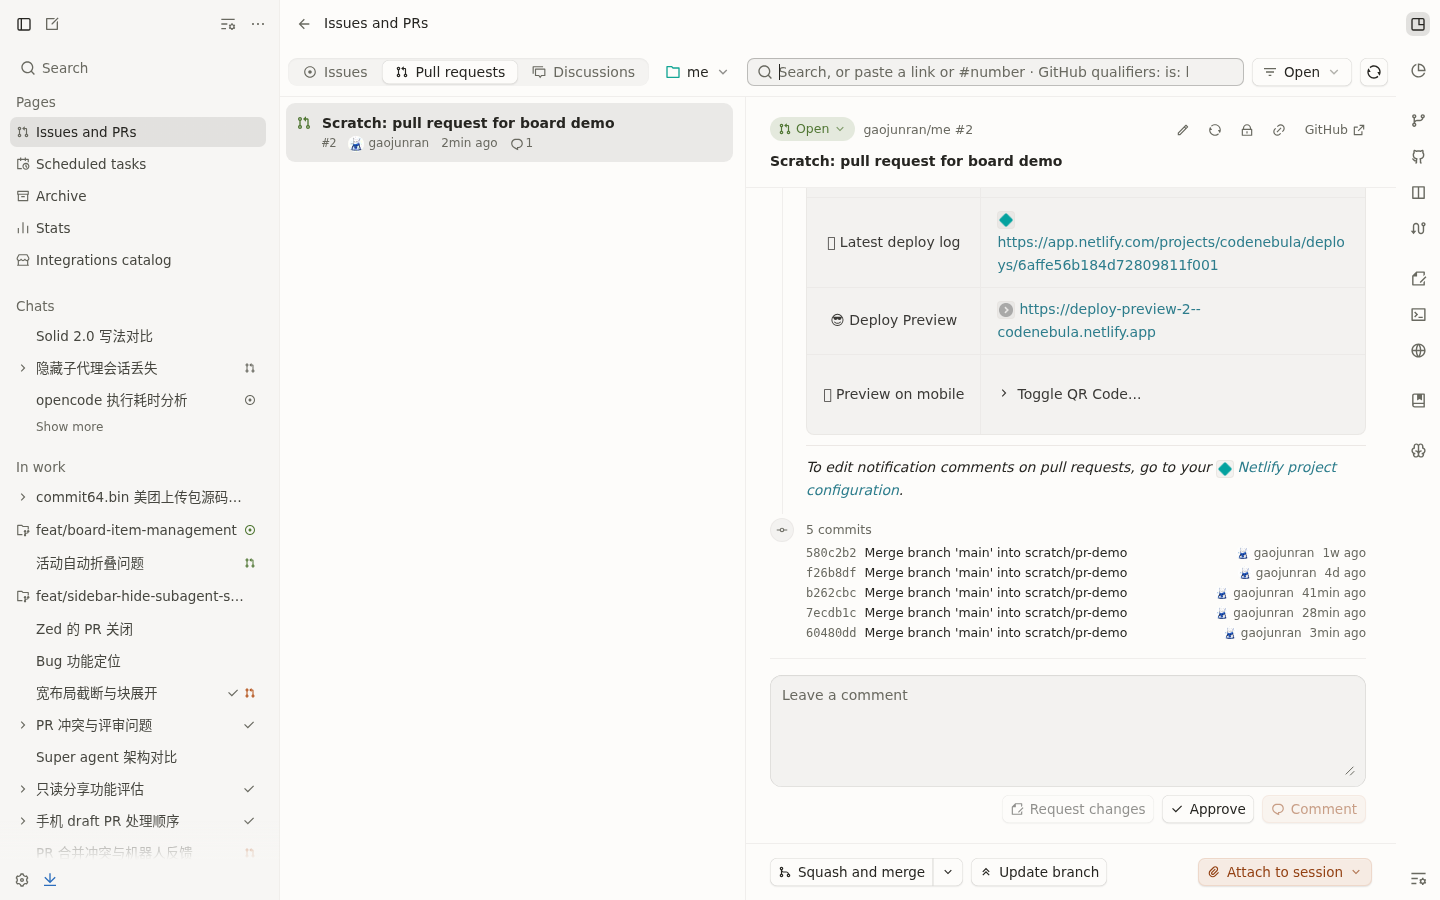 Issues and PRs
Search
Pages
Issues and PRs
Scheduled tasks
Archive
Stats
Integrations catalog
Chats
Solid 2.0 写法对比
隐藏子代理会话丢失
opencode 执行耗时分析
Show more
In work
commit64.bin 美团上传包源码...
feat/board-item-management
活动自动折叠问题
feat/sidebar-hide-subagent-s...
Zed 的 PR 关闭
Bug 功能定位
宽布局截断与块展开
PR 冲突与评审问题
Super agent 架构对比
只读分享功能评估
手机 draft PR 处理顺序
PR 合并冲突与机器人反馈
Issues
Pull requests
Discussions
me
Search, or paste a link or #number · GitHub qualifiers: is: l
Open
Scratch: pull request for board demo
#2 gaojunran 2min ago 1
Open
gaojunran/me #2
GitHub
Scratch: pull request for board demo
Latest deploy log
https://app.netlify.com/projects/codenebula/deplo
ys/6affe56b184d72809811f001
😎 Deploy Preview
https://deploy-preview-2--
codenebula.netlify.app
Preview on mobile
Toggle QR Code...
To edit notification comments on pull requests, go to your Netlify project
configuration.
5 commits
580c2b2 Merge branch 'main' into scratch/pr-demo gaojunran 1w ago
f26b8df Merge branch 'main' into scratch/pr-demo gaojunran 4d ago
b262cbc Merge branch 'main' into scratch/pr-demo gaojunran 41min ago
7ecdb1c Merge branch 'main' into scratch/pr-demo gaojunran 28min ago
60480dd Merge branch 'main' into scratch/pr-demo gaojunran 3min ago
Leave a comment
Request changes
Approve
Comment
Squash and merge
Update branch
Attach to session